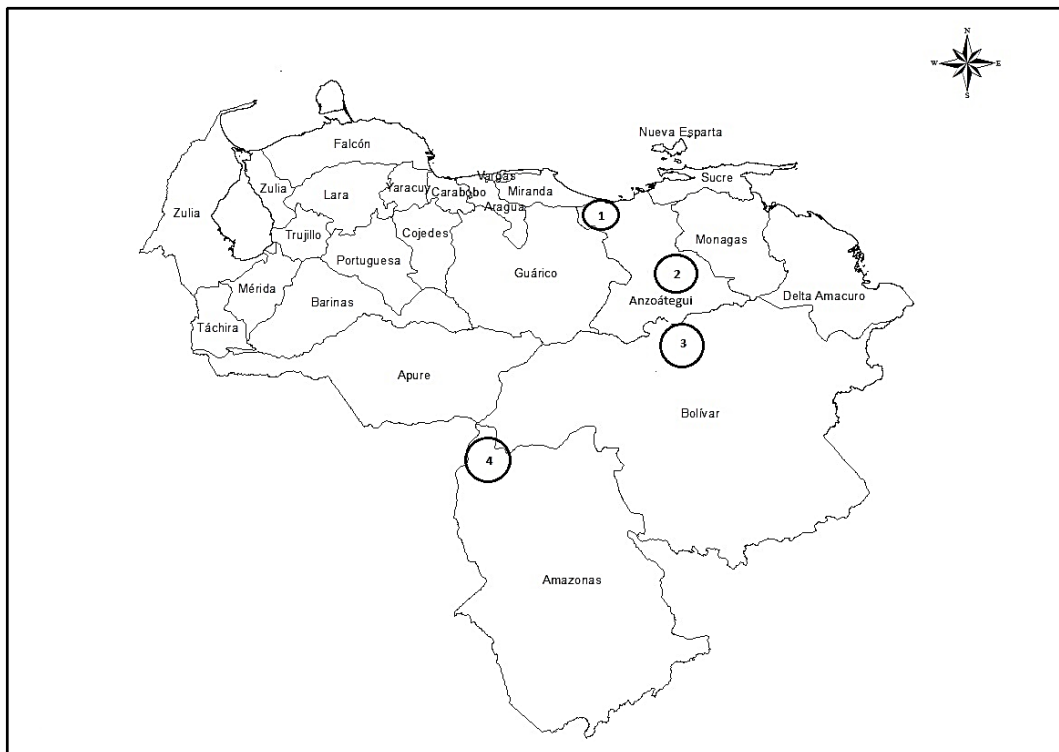 N
W
E
S
Nueva Esparta
Falcón
Vargas
Sucre
Zulia
Lara
Yaracuy
Carabobo
Miranda
Aragua
1
Zulia
Trujillo
Cojedes
Monagas
Portuguesa
Guárico
2
Mérida
Barinas
Anzoátegui
Delta Amacuro
Táchira
3
Apure
Bolívar
4
Amazonas